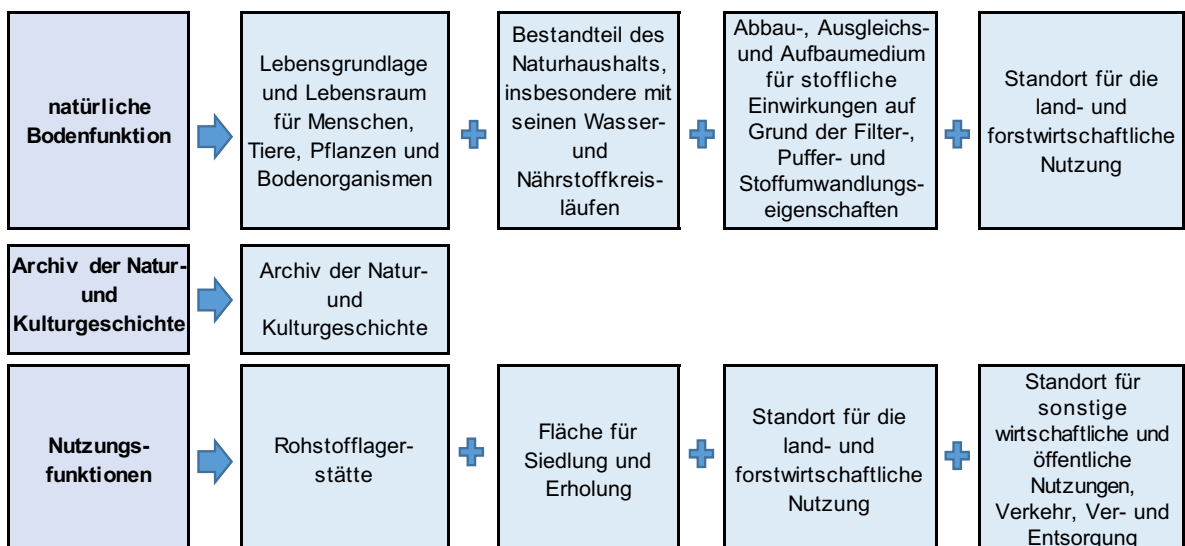 natürliche
Bodenfunktion
Lebensgrundlage
und Lebensraum
für Menschen,
Tiere, Pflanzen und
Bodenorganismen
Bestandteil des
Naturhaushalts,
insbesondere mit
seinen Wasser-
und
Nährstoffkreis-
läufen
Abbau-, Ausgleichs-
und Aufbaumedium
für stoffliche
Einwirkungen auf
Grund der Filter-,
Puffer- und
Stoffumwandlungs-
eigenschaften
Standort für die
land- und
forstwirtschaftliche
Nutzung
Archiv der Natur-
und
Kulturgeschichte
Archiv der Natur-
und
Kulturgeschichte
Nutzungs-
funktionen
Rohstofflager-
stätte
Fläche für
Siedlung und
Erholung
Standort für die
land- und
forstwirtschaftliche
Nutzung
Standort für
sonstige
wirtschaftliche und
öffentliche
Nutzungen,
Verkehr, Ver- und
Entsorgung